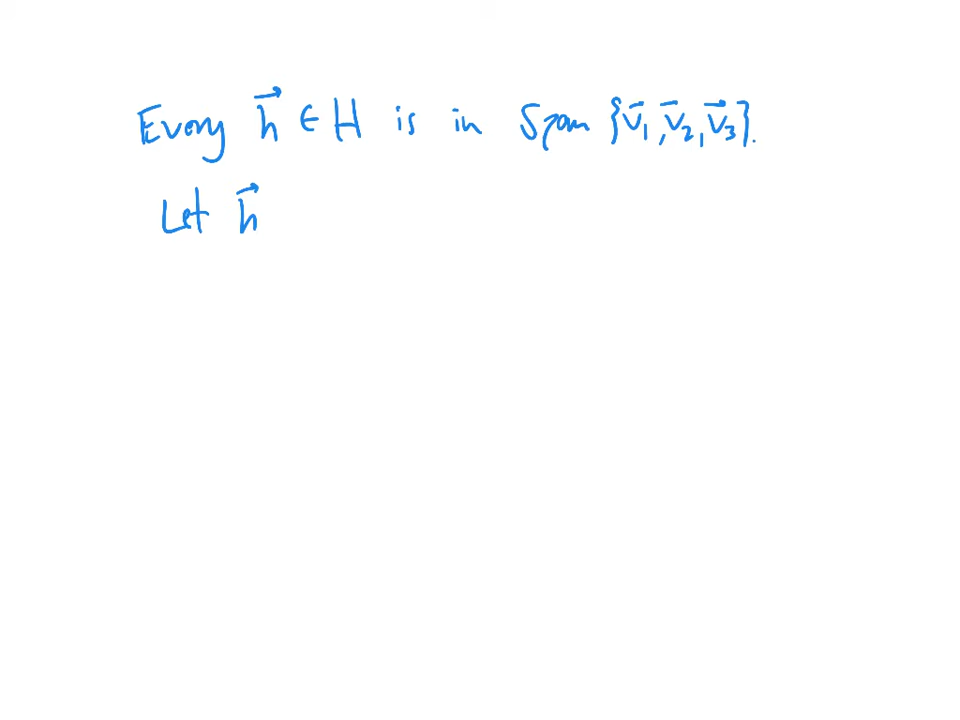 Every h⃗ ∈ H is in Span {v⃗₁, v⃗₂, v⃗₃}.
Let h⃗